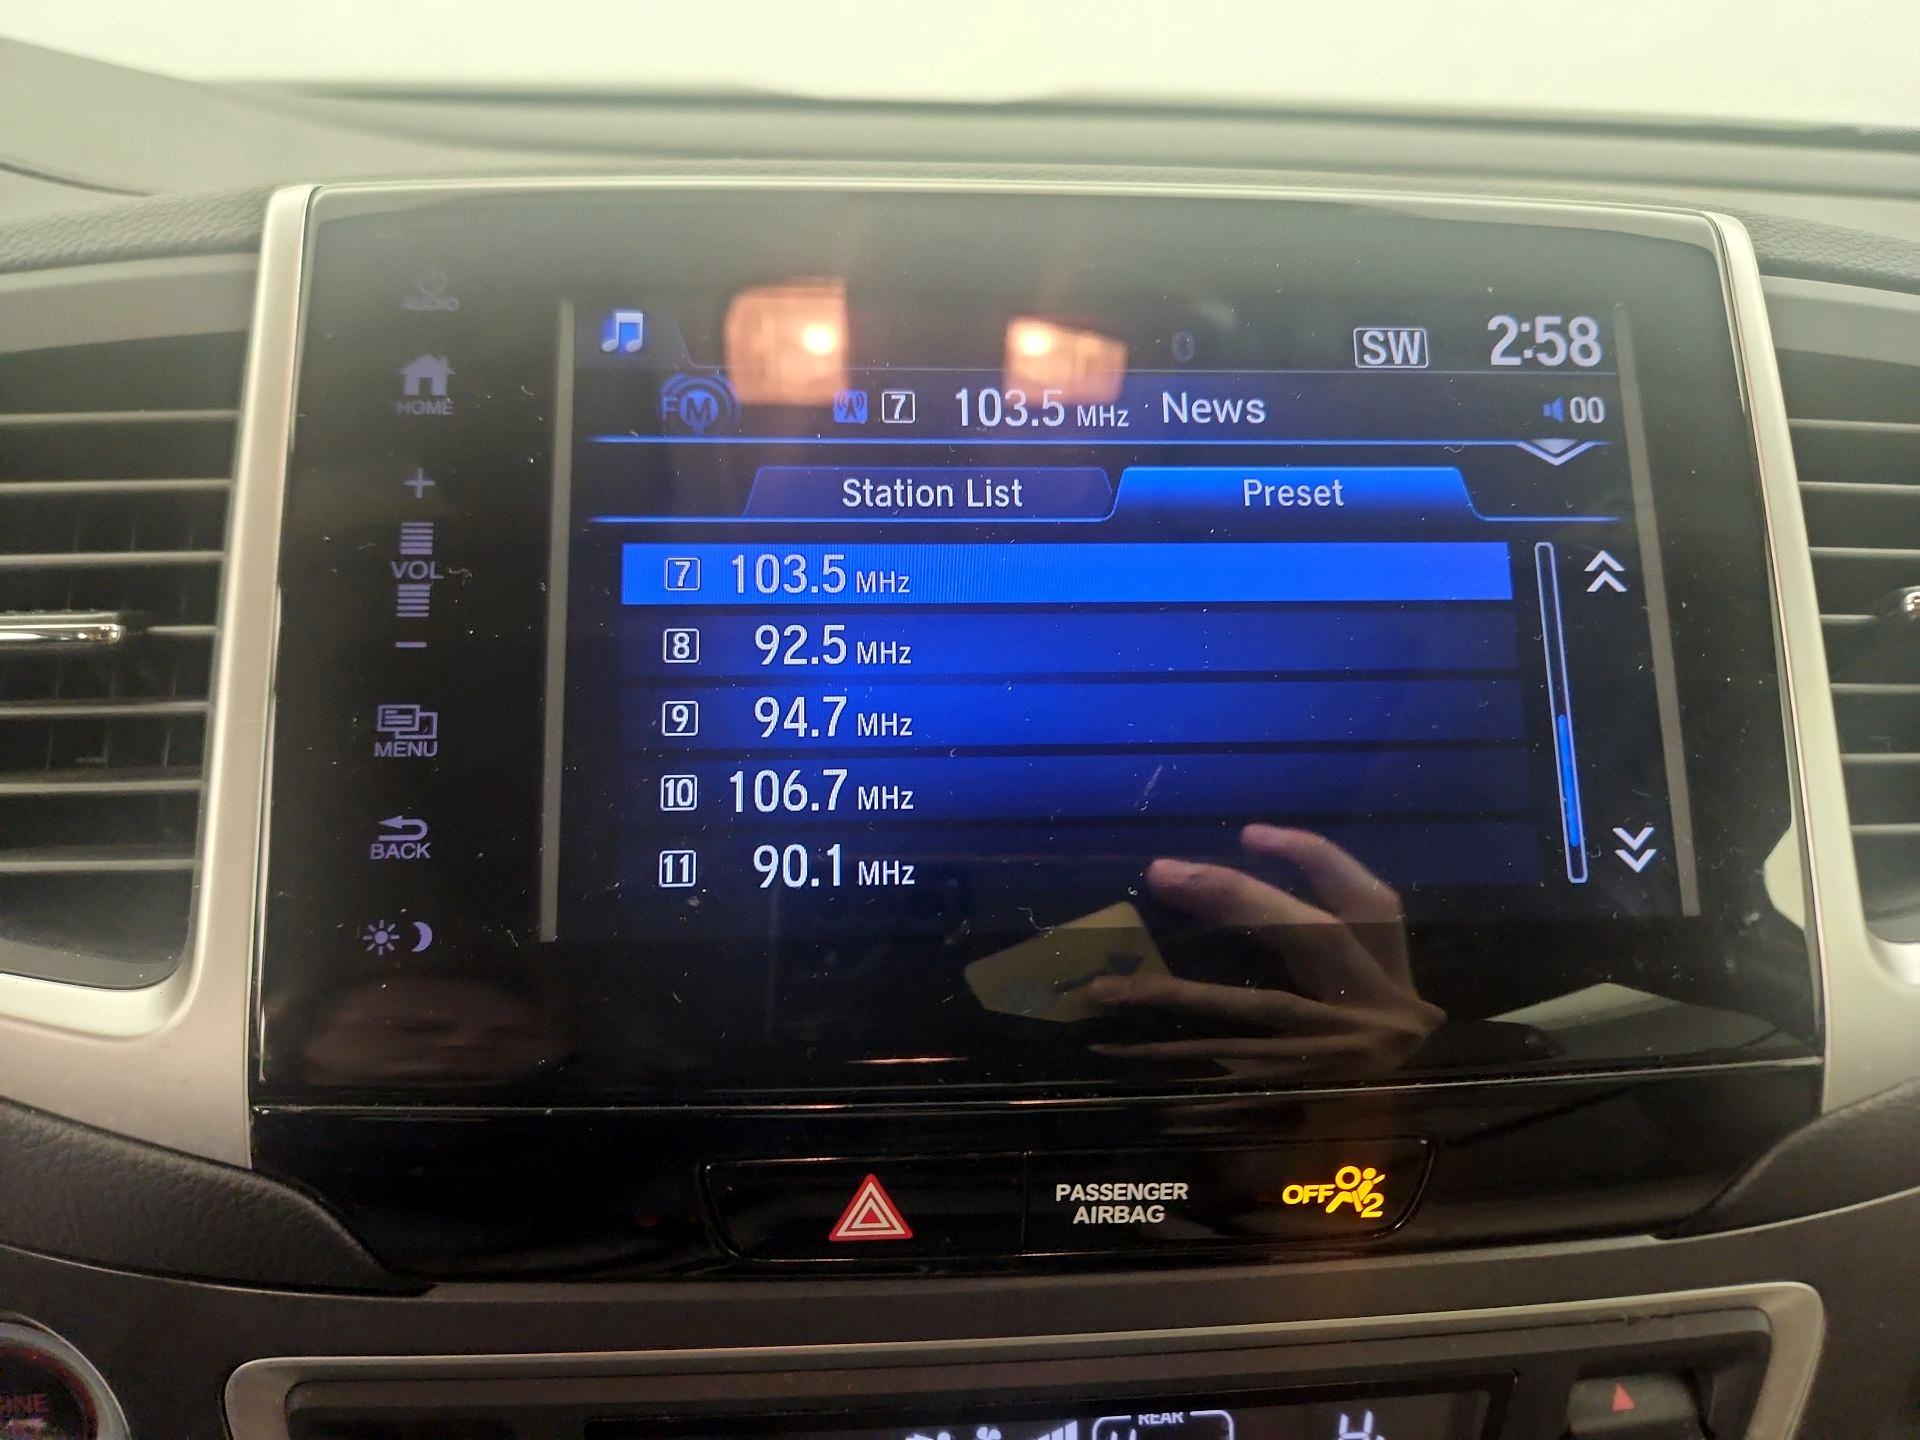 AUDIO
SW 2:58
HOME
FM 7 103.5 MHz News 00
Station List Preset
+
VOL
−
7 103.5 MHz
8 92.5 MHz
9 94.7 MHz
MENU
10 106.7 MHz
BACK
11 90.1 MHz
PASSENGER
AIRBAG
OFF 2
REAR